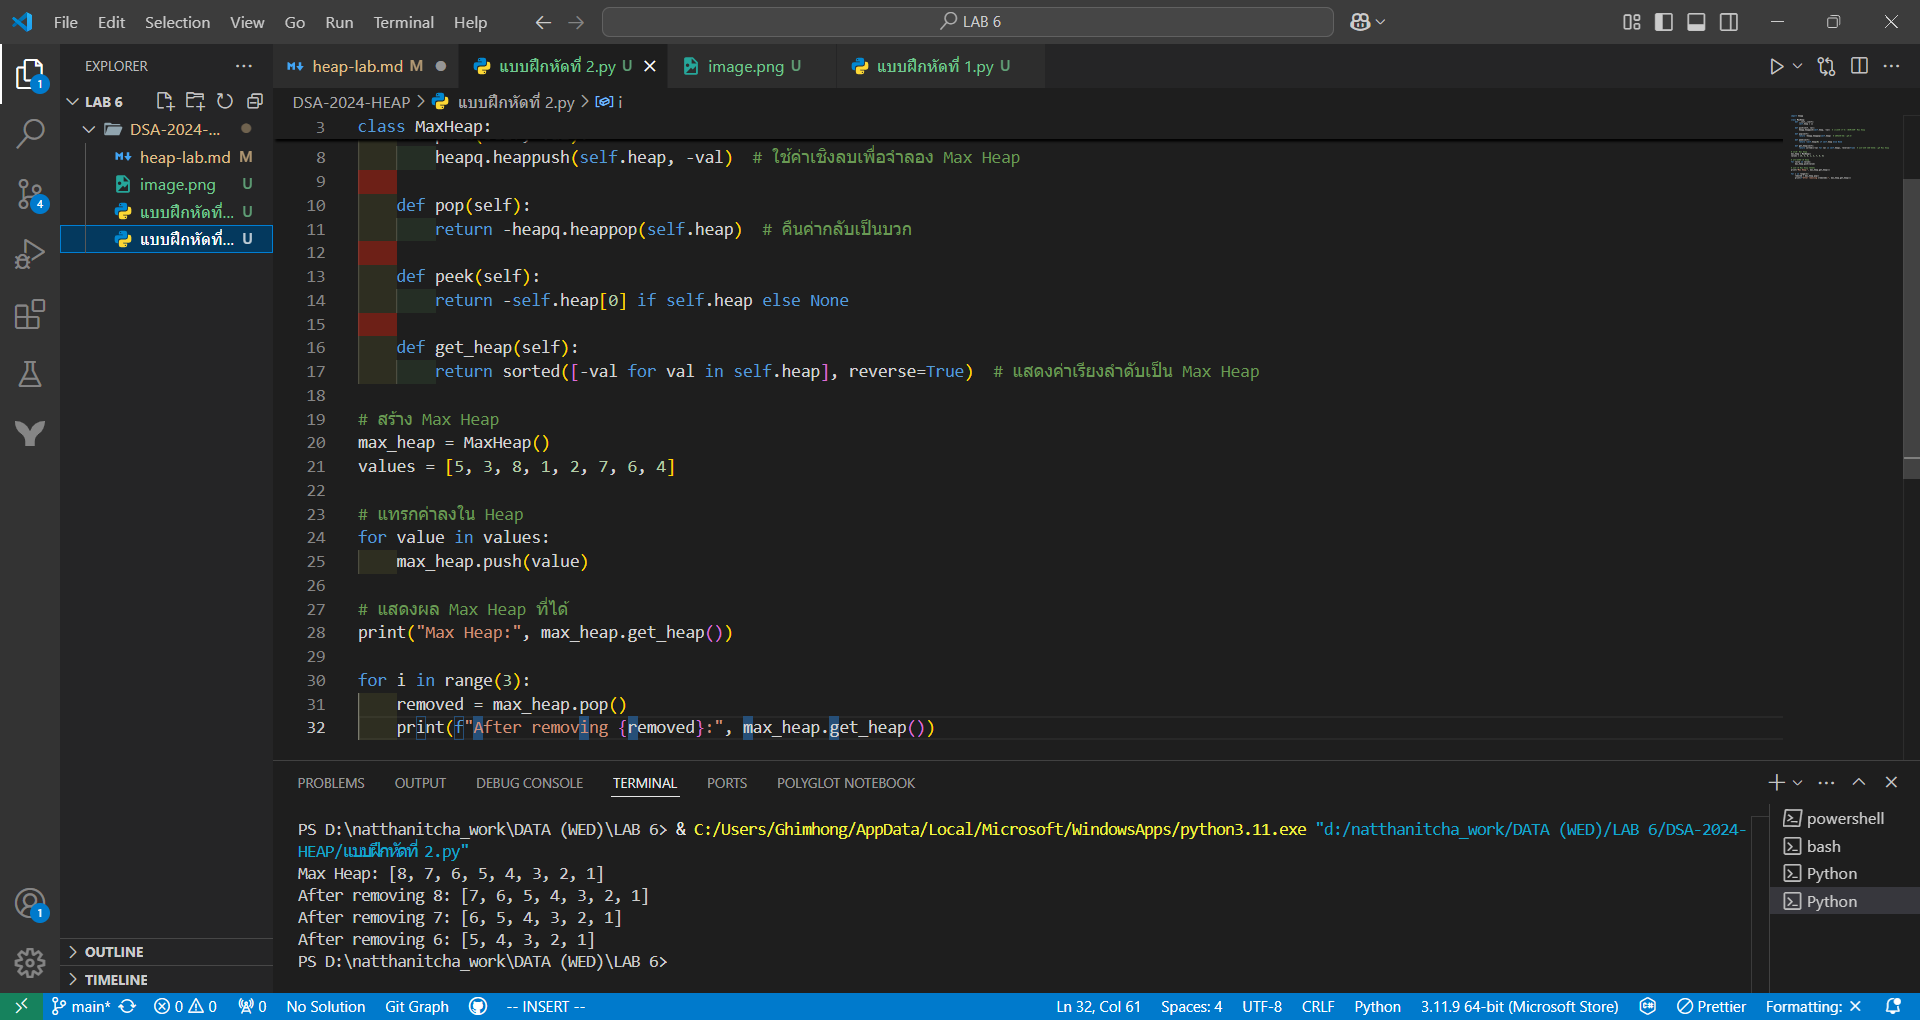 File Edit Selection View Go Run Terminal Help
LAB 6
EXPLORER
LAB 6
DSA-2024-...
heap-lab.md M
image.png U
แบบฝึกหัดที่... U
แบบฝึกหัดที่... U
OUTLINE
TIMELINE
heap-lab.md M
แบบฝึกหัดที่ 2.py U
image.png U
แบบฝึกหัดที่ 1.py U
DSA-2024-HEAP > แบบฝึกหัดที่ 2.py > i
3 class MaxHeap:
8 heapq.heappush(self.heap, -val) # ใช้ค่าเชิงลบเพื่อจำลอง Max Heap
9
10 def pop(self):
11 return -heapq.heappop(self.heap) # คืนค่ากลับเป็นบวก
12
13 def peek(self):
14 return -self.heap[0] if self.heap else None
15
16 def get_heap(self):
17 return sorted([-val for val in self.heap], reverse=True) # แสดงค่าเรียงลำดับเป็น Max Heap
18
19 # สร้าง Max Heap
20 max_heap = MaxHeap()
21 values = [5, 3, 8, 1, 2, 7, 6, 4]
22
23 # แทรกค่าลงใน Heap
24 for value in values:
25 max_heap.push(value)
26
27 # แสดงผล Max Heap ที่ได้
28 print("Max Heap:", max_heap.get_heap())
29
30 for i in range(3):
31 removed = max_heap.pop()
32 print(f"After removing {removed}:", max_heap.get_heap())
PROBLEMS OUTPUT DEBUG CONSOLE TERMINAL PORTS POLYGLOT NOTEBOOK
PS D:\natthanitcha_work\DATA (WED)\LAB 6> & C:/Users/Ghimhong/AppData/Local/Microsoft/WindowsApps/python3.11.exe "d:/natthanitcha_work/DATA (WED)/LAB 6/DSA-2024-
HEAP/แบบฝึกหัดที่ 2.py"
Max Heap: [8, 7, 6, 5, 4, 3, 2, 1]
After removing 8: [7, 6, 5, 4, 3, 2, 1]
After removing 7: [6, 5, 4, 3, 2, 1]
After removing 6: [5, 4, 3, 2, 1]
PS D:\natthanitcha_work\DATA (WED)\LAB 6>
powershell
bash
Python
Python
1
4
1
main* 0 0 0 No Solution Git Graph -- INSERT -- Ln 32, Col 61 Spaces: 4 UTF-8 CRLF Python 3.11.9 64-bit (Microsoft Store) Prettier Formatting: ×